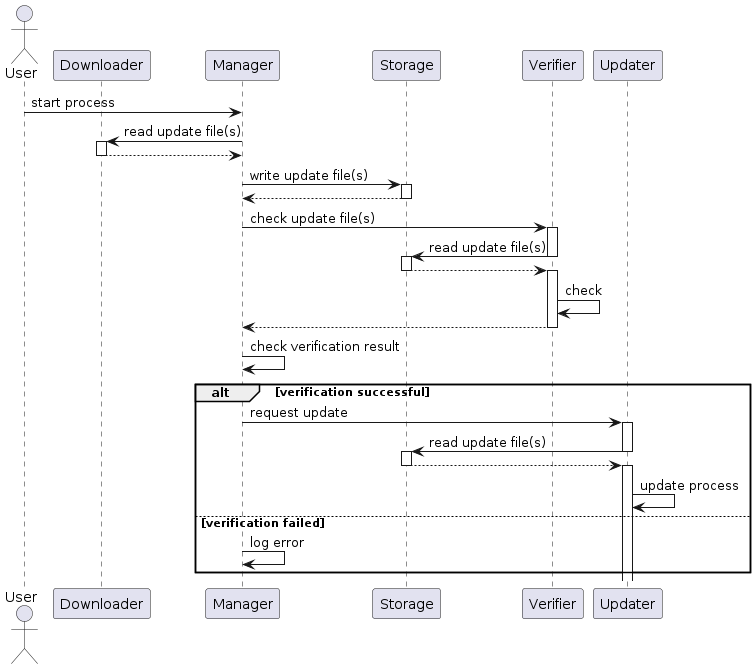 User
Downloader Manager Storage Verifier Updater
start process
read update file(s)
write update file(s)
check update file(s)
read update file(s)
check
check verification result
alt [verification successful]
request update
read update file(s)
update process
[verification failed]
log error
User
Downloader Manager Storage Verifier Updater